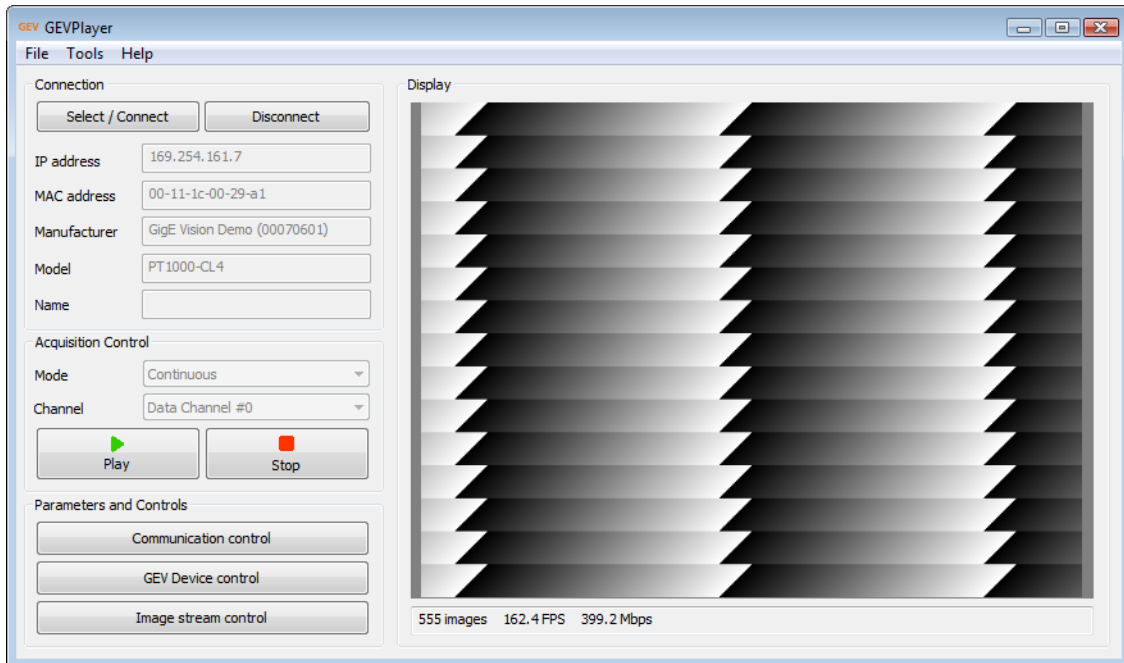 GEV GEVPlayer
File Tools Help
Connection
Select / Connect Disconnect
IP address 169.254.161.7
MAC address 00-11-1c-00-29-a1
Manufacturer GigE Vision Demo (00070601)
Model PT1000-CL4
Name
Acquisition Control
Mode Continuous
Channel Data Channel #0
Play Stop
Parameters and Controls
Communication control
GEV Device control
Image stream control
Display
555 images 162.4 FPS 399.2 Mbps